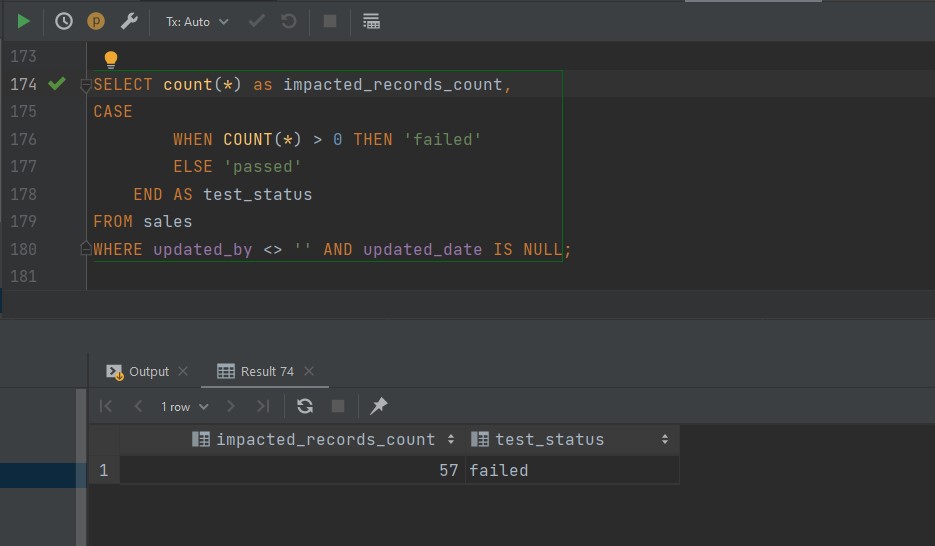 p Tx: Auto
173
174 SELECT count(*) as impacted_records_count,
175 CASE
176 WHEN COUNT(*) > 0 THEN 'failed'
177 ELSE 'passed'
178 END AS test_status
179 FROM sales
180 WHERE updated_by <> '' AND updated_date IS NULL;
181
Output Result 74
1 row
impacted_records_count test_status
1 57 failed